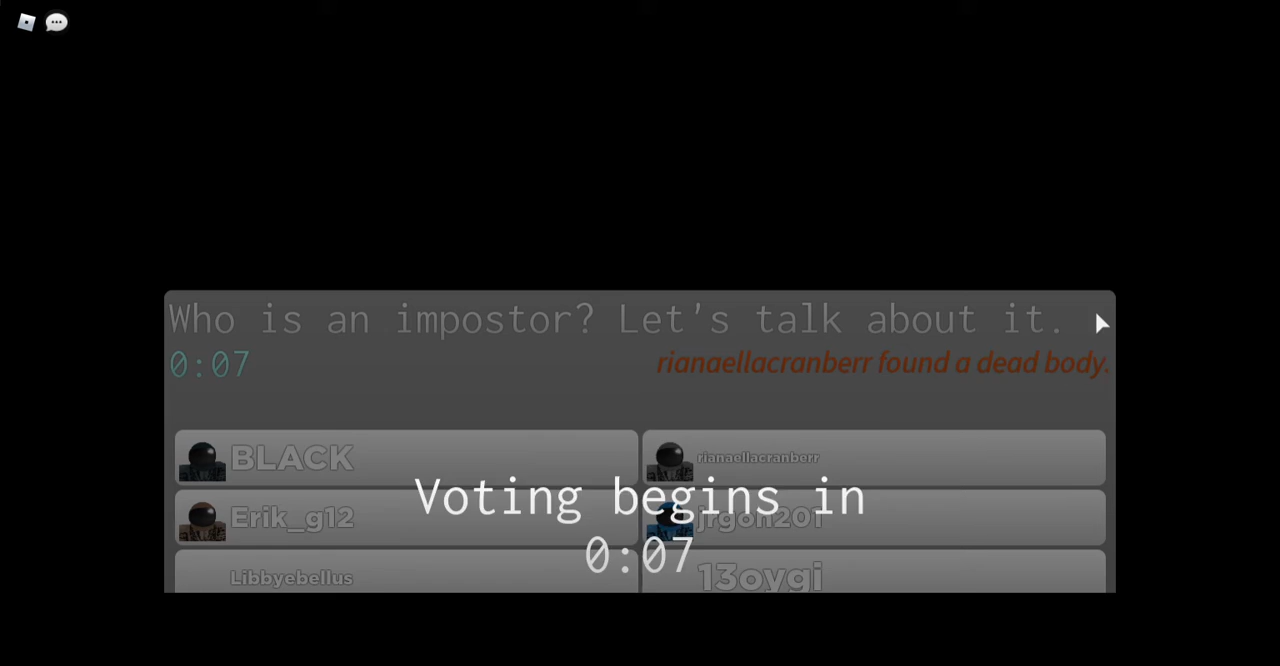 Who is an impostor? Let's talk about it.
0:07
rianaellacranberr found a dead body.
BLACK
rianaellacranberr
Voting begins in
Erik_g12
jrgon201
0:07
Libbyebellus
13oygi